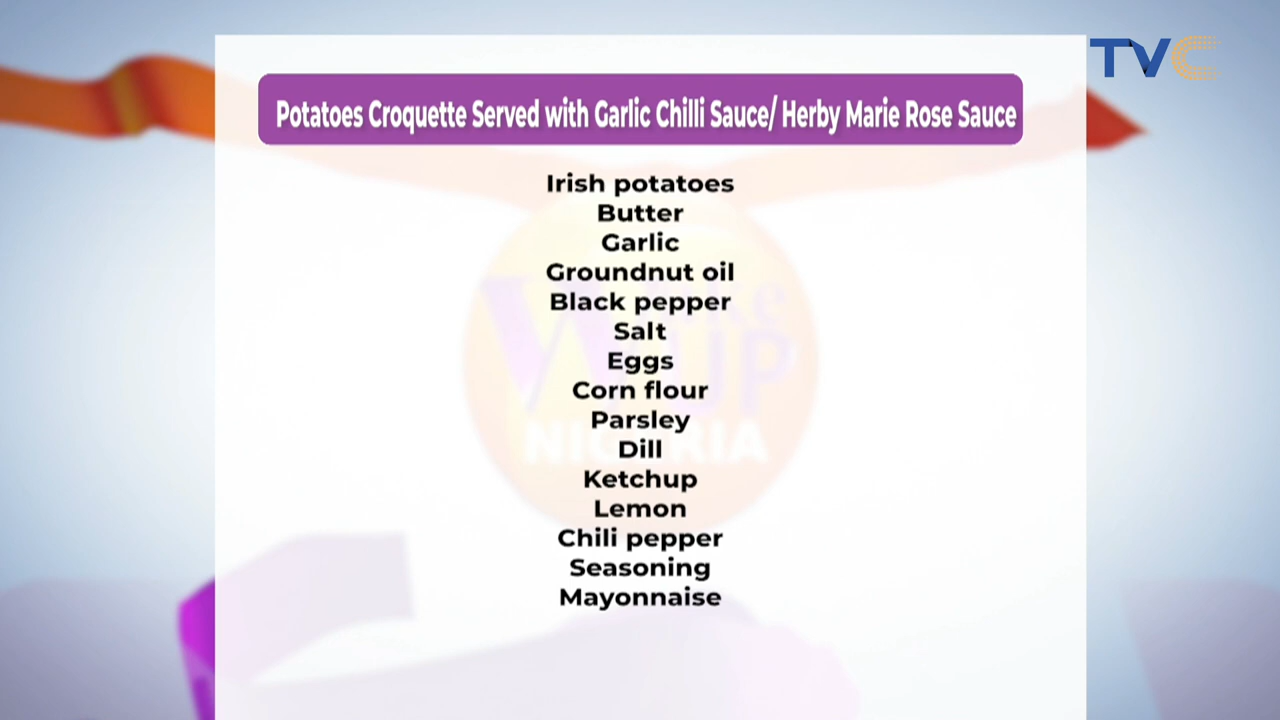 TVC
Potatoes Croquette Served with Garlic Chilli Sauce/ Herby Marie Rose Sauce
Irish potatoes
Butter
Garlic
Groundnut oil
Black pepper
Salt
Eggs
Corn flour
Parsley
Dill
Ketchup
Lemon
Chili pepper
Seasoning
Mayonnaise